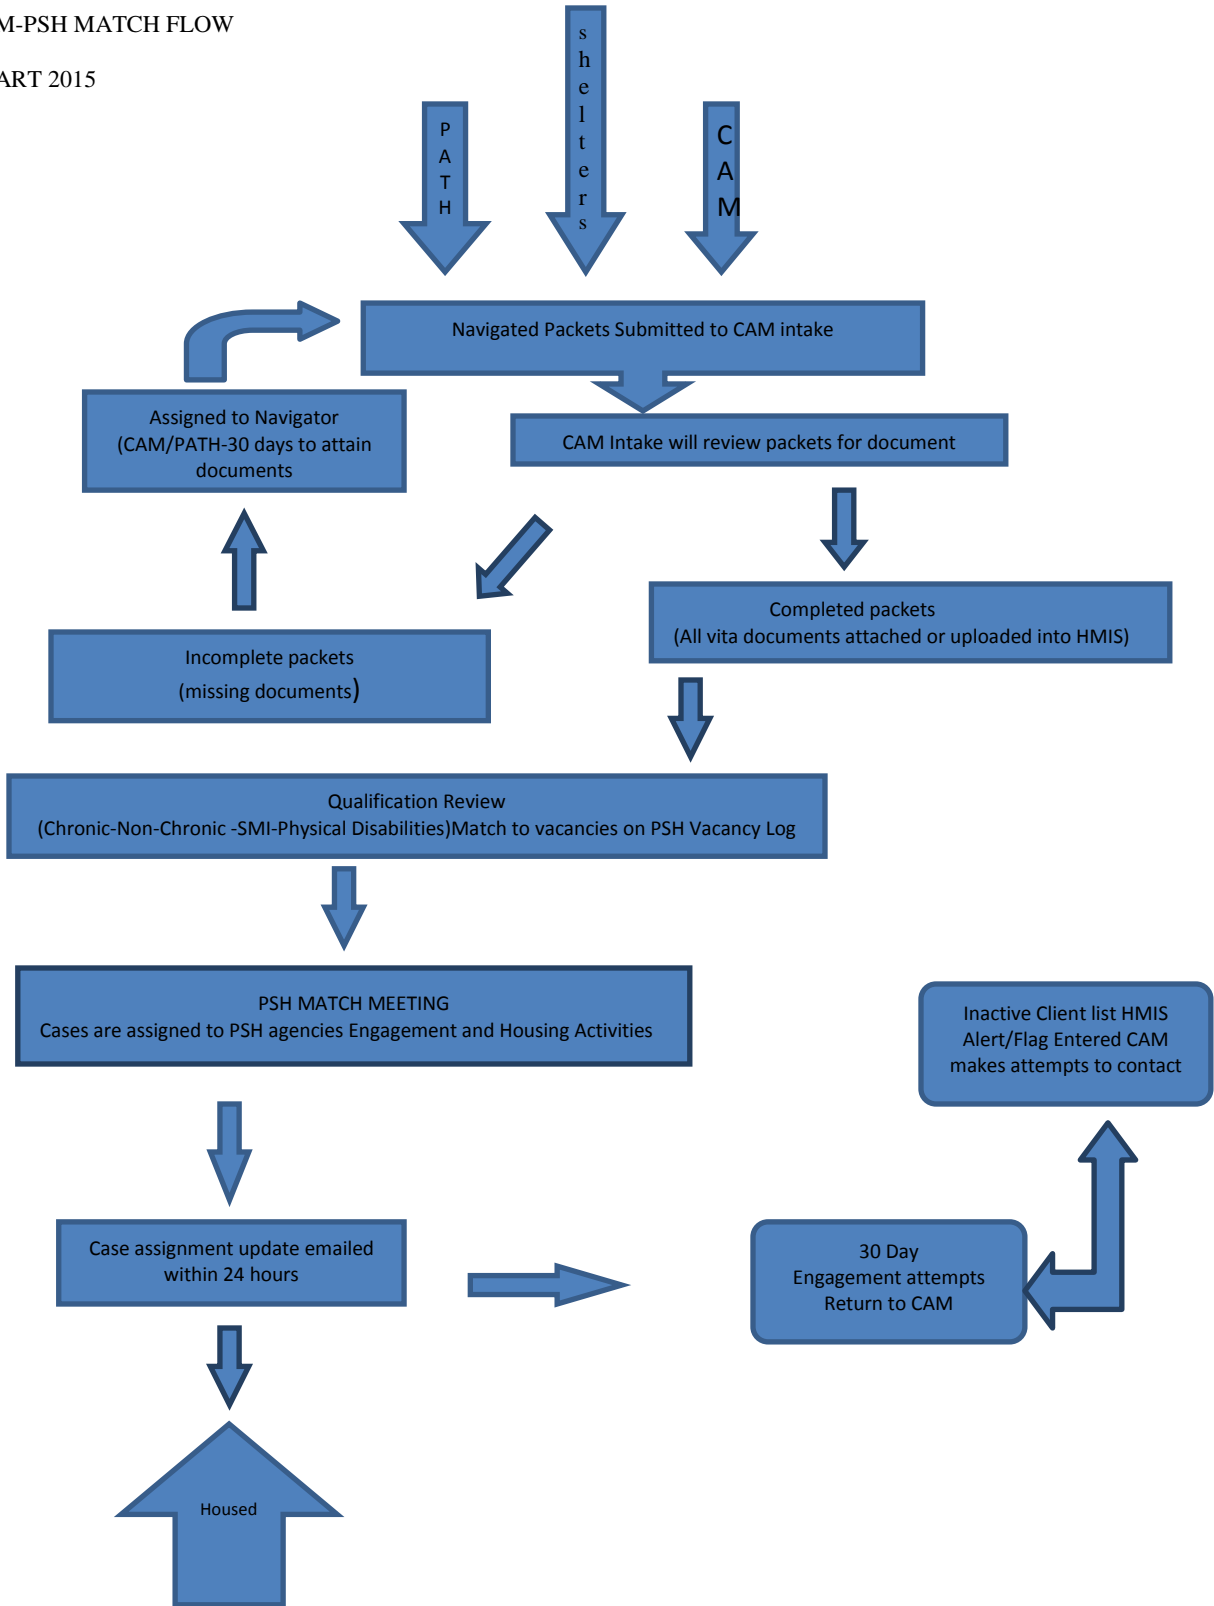 M-PSH MATCH FLOW
ART 2015
PATH
shelters
CAM
Navigated Packets Submitted to CAM intake
Assigned to Navigator
(CAM/PATH-30 days to attain
documents
CAM Intake will review packets for document
Completed packets
(All vita documents attached or uploaded into HMIS)
Incomplete packets
(missing documents)
Qualification Review
(Chronic-Non-Chronic -SMI-Physical Disabilities)Match to vacancies on PSH Vacancy Log
PSH MATCH MEETING
Cases are assigned to PSH agencies Engagement and Housing Activities
Inactive Client list HMIS
Alert/Flag Entered CAM
makes attempts to contact
Case assignment update emailed
within 24 hours
30 Day
Engagement attempts
Return to CAM
Housed